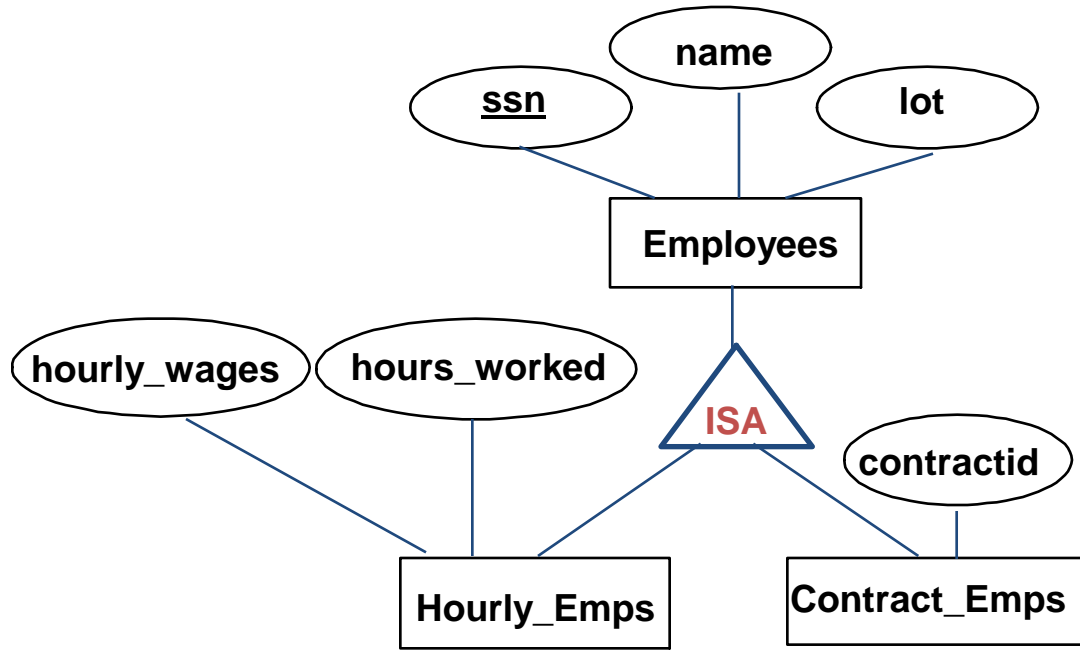 name
ssn
lot
Employees
hourly_wages
hours_worked
ISA
contractid
Hourly_Emps
Contract_Emps